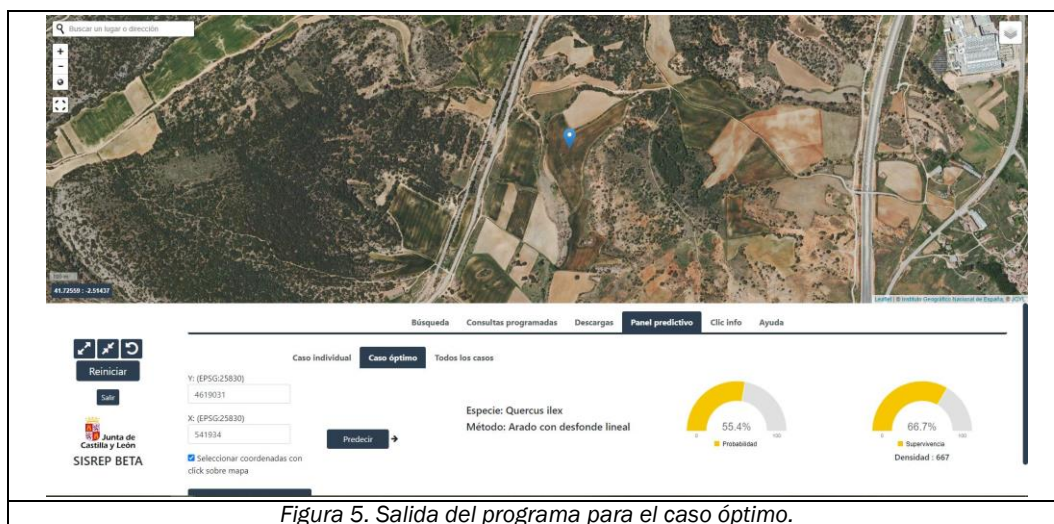 Buscar un lugar o dirección
+
-
41.72559 : -2.51437
Leaflet | © Instituto Geográfico Nacional de España, © JCYL
Búsqueda Consultas programadas Descargas Panel predictivo Clic info Ayuda
Reiniciar
Salir
Junta de
Castilla y León
SISREP BETA
Caso individual Caso óptimo Todos los casos
Y: (EPSG:25830)
4619031
X: (EPSG:25830)
541934
Seleccionar coordenadas con
click sobre mapa
Predecir
Especie: Quercus ilex
Método: Arado con desfonde lineal
55.4%
0 100
Probabilidad
66.7%
0 100
Supervivencia
Densidad : 667
Figura 5. Salida del programa para el caso óptimo.